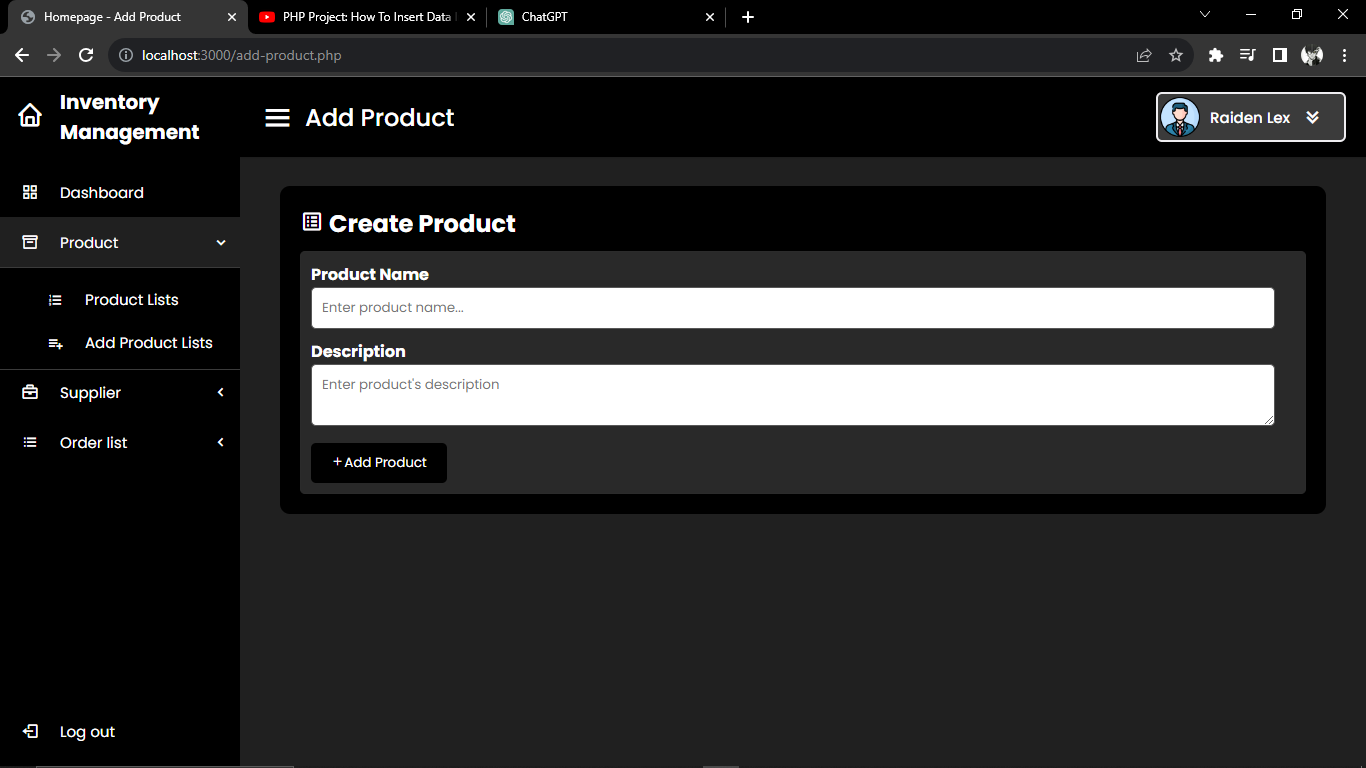 Homepage - Add Product
PHP Project: How To Insert Data
ChatGPT
localhost:3000/add-product.php
Inventory
Management
Add Product
Raiden Lex
Dashboard
Product
Product Lists
Add Product Lists
Supplier
Order list
Log out
Create Product
Product Name
Enter product name...
Description
Enter product's description
+Add Product